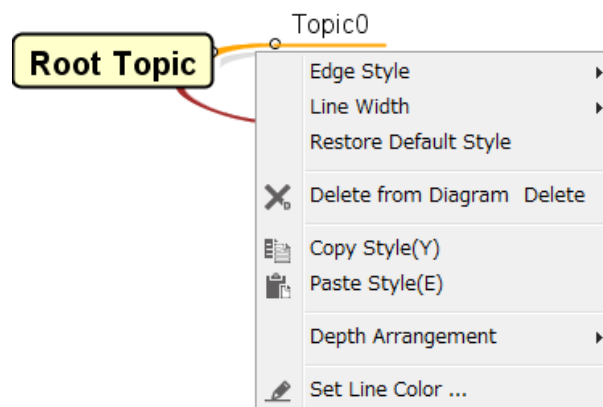 Topic0
Root Topic
Edge Style
Line Width
Restore Default Style
Delete from Diagram Delete
Copy Style(Y)
Paste Style(E)
Depth Arrangement
Set Line Color ...